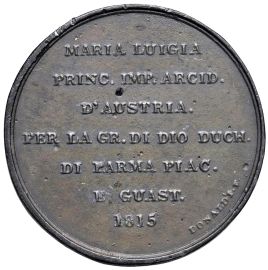 MARIA LUIGIA
PRINC. IMP. ARCID.
D'AUSTRIA.
PER LA GR. DI DIO DUCH.
DI PARMA PIAC.
E GUAST.
1815